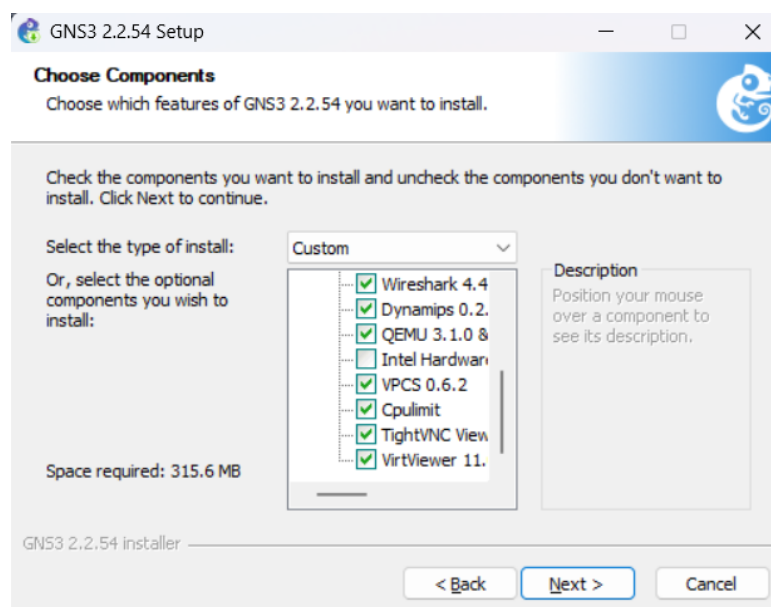 GNS3 2.2.54 Setup
Choose Components
Choose which features of GNS3 2.2.54 you want to install.
Check the components you want to install and uncheck the components you don't want to
install. Click Next to continue.
Select the type of install:
Custom
Or, select the optional
components you wish to
install:
Wireshark 4.4
Dynamips 0.2.
QEMU 3.1.0 &
Intel Hardware
VPCS 0.6.2
Cpulimit
TightVNC View
VirtViewer 11.
Description
Position your mouse
over a component to
see its description.
Space required: 315.6 MB
GNS3 2.2.54 installer
< Back
Next >
Cancel